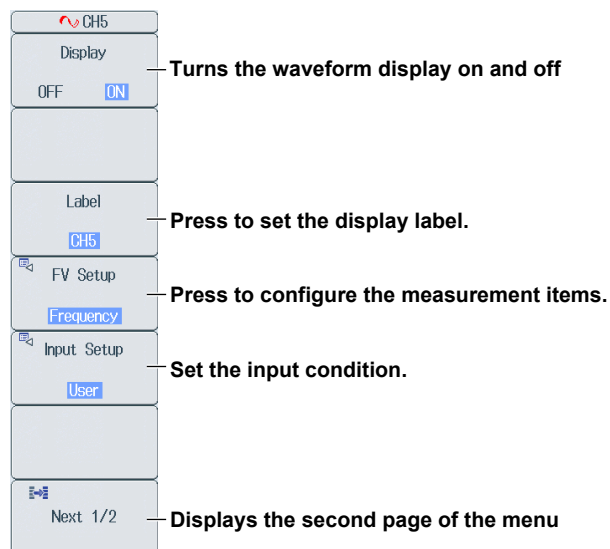 CH5
Display
OFF ON
Turns the waveform display on and off
Label
CH5
Press to set the display label.
FV Setup
Frequency
Press to configure the measurement items.
Input Setup
User
Set the input condition.
Next 1/2
Displays the second page of the menu